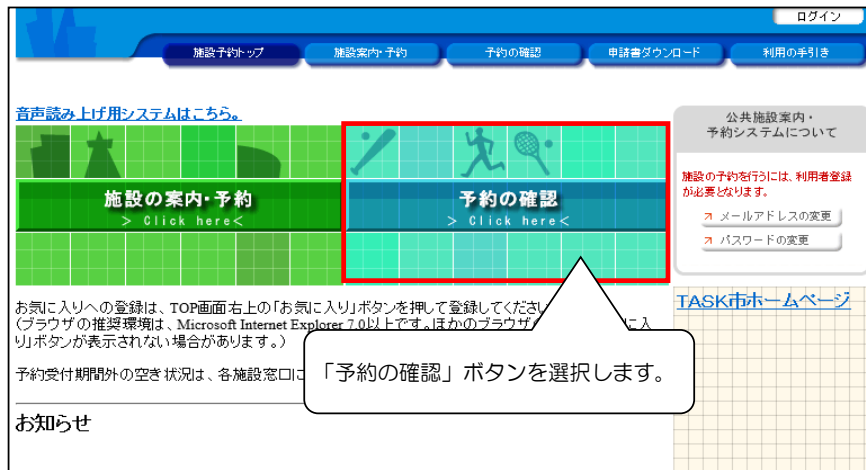 ログイン
施設予約トップ
施設案内・予約
予約の確認
申請書ダウンロード
利用の手引き
音声読み上げ用システムはこちら。
施設の案内・予約
> Click here<
予約の確認
> Click here<
公共施設案内・
予約システムについて
施設の予約を行うには、利用者登録
が必要となります。
メールアドレスの変更
パスワードの変更
TASK市ホームページ
お気に入りへの登録は、TOP画面右上の「お気に入り」ボタンを押して登録してください
(ブラウザの推奨環境は、Microsoft Internet Explorer 7.0以上です。ほかのブラウザ に入
り」ボタンが表示されない場合があります。)
予約受付期間外の空き状況は、各施設窓口に
「予約の確認」ボタンを選択します。
お知らせ